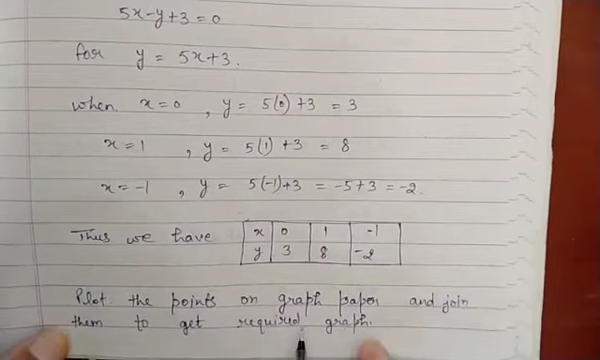 5x-y+3=0
for y = 5x+3.
when x=0 , y = 5(0)+3 = 3
x=1 , y = 5(1)+3 = 8
x=-1 , y = 5(-1)+3 = -5+3 = -2.
Thus we have x 0 1 -1
y 3 8 -2
Plot the points on graph paper and join
them to get required graph.